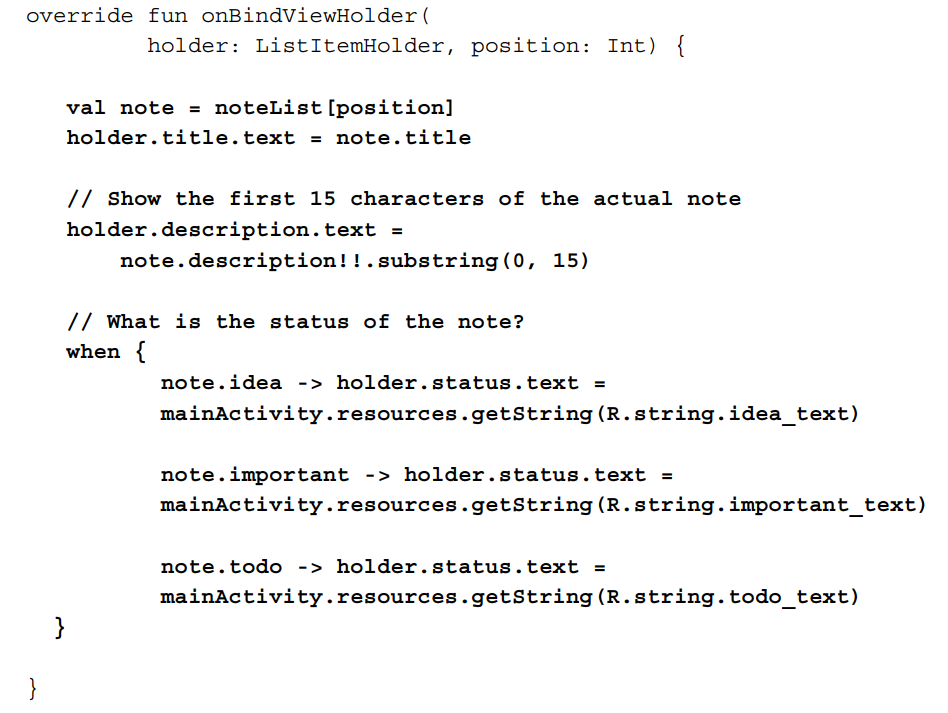 override fun onBindViewHolder(
holder: ListItemHolder, position: Int) {
val note = noteList[position]
holder.title.text = note.title
// Show the first 15 characters of the actual note
holder.description.text =
note.description!!.substring(0, 15)
// What is the status of the note?
when {
note.idea -> holder.status.text =
mainActivity.resources.getString(R.string.idea_text)
note.important -> holder.status.text =
mainActivity.resources.getString(R.string.important_text)
note.todo -> holder.status.text =
mainActivity.resources.getString(R.string.todo_text)
}
}